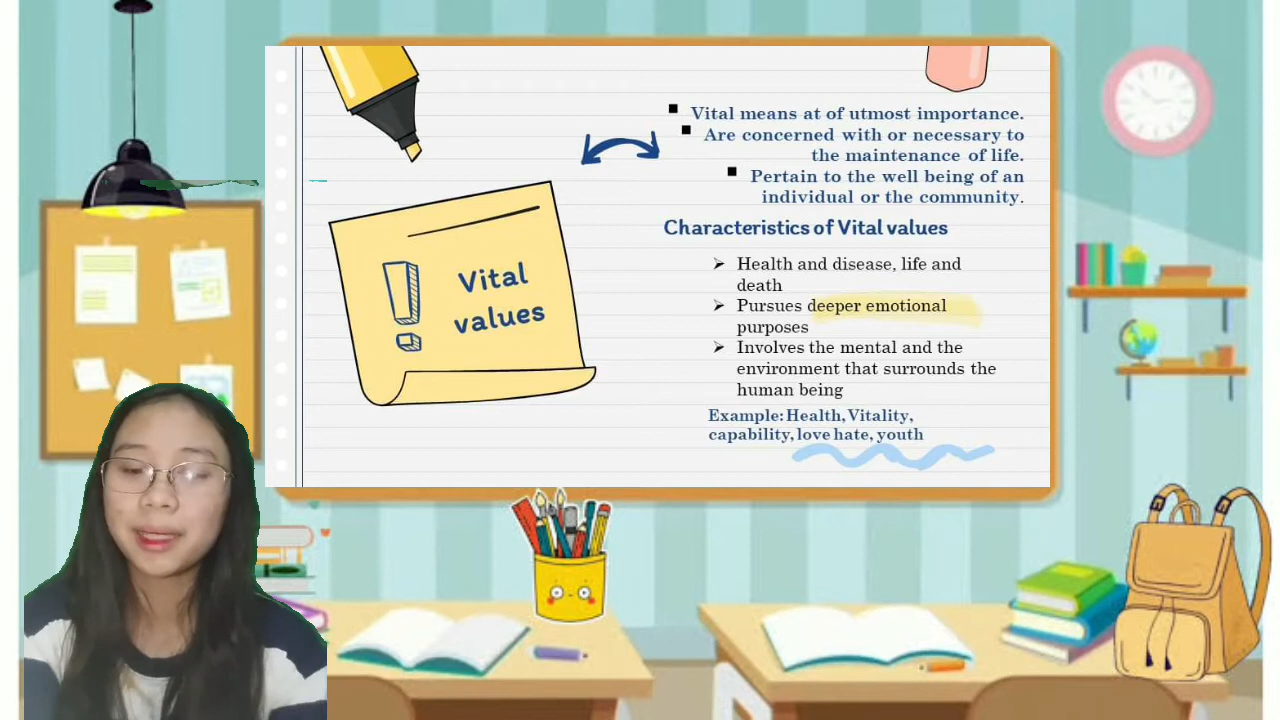 Vital means at of utmost importance.
Are concerned with or necessary to
the maintenance of life.
Pertain to the well being of an
individual or the community.
Vital
values
Characteristics of Vital values
Health and disease, life and
death
Pursues deeper emotional
purposes
Involves the mental and the
environment that surrounds the
human being
Example: Health, Vitality,
capability, love hate, youth